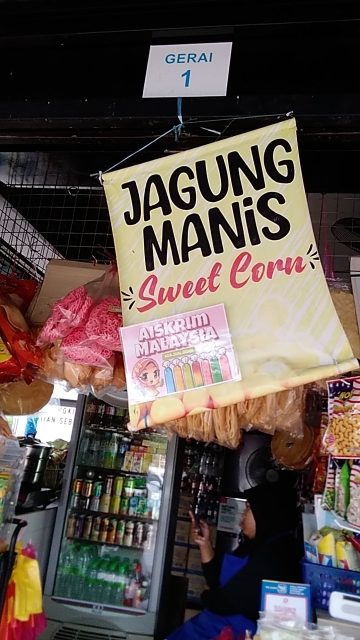 GERAI
1
JAGUNG
MANiS
Sweet Corn
AISKRIM
MALAYSIA